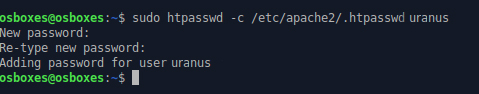 osboxes@osboxes:~$ sudo htpasswd -c /etc/apache2/.htpasswd uranus
New password:
Re-type new password:
Adding password for user uranus
osboxes@osboxes:~$